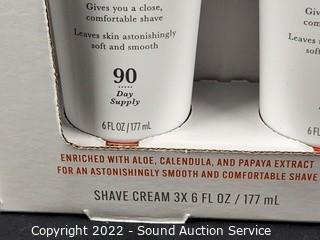 Gives you a close,
comfortable shave
Leaves skin astonishingly
soft and smooth
90
Day
Supply
6 FL OZ/177 mL
6 FL
ENRICHED WITH ALOE, CALENDULA, AND PAPAYA EXTRACT
FOR AN ASTONISHINGLY SMOOTH AND COMFORTABLE SHAVE
SHAVE CREAM 3X 6 FL OZ / 177 mL
Copyright 2022 - Sound Auction Service